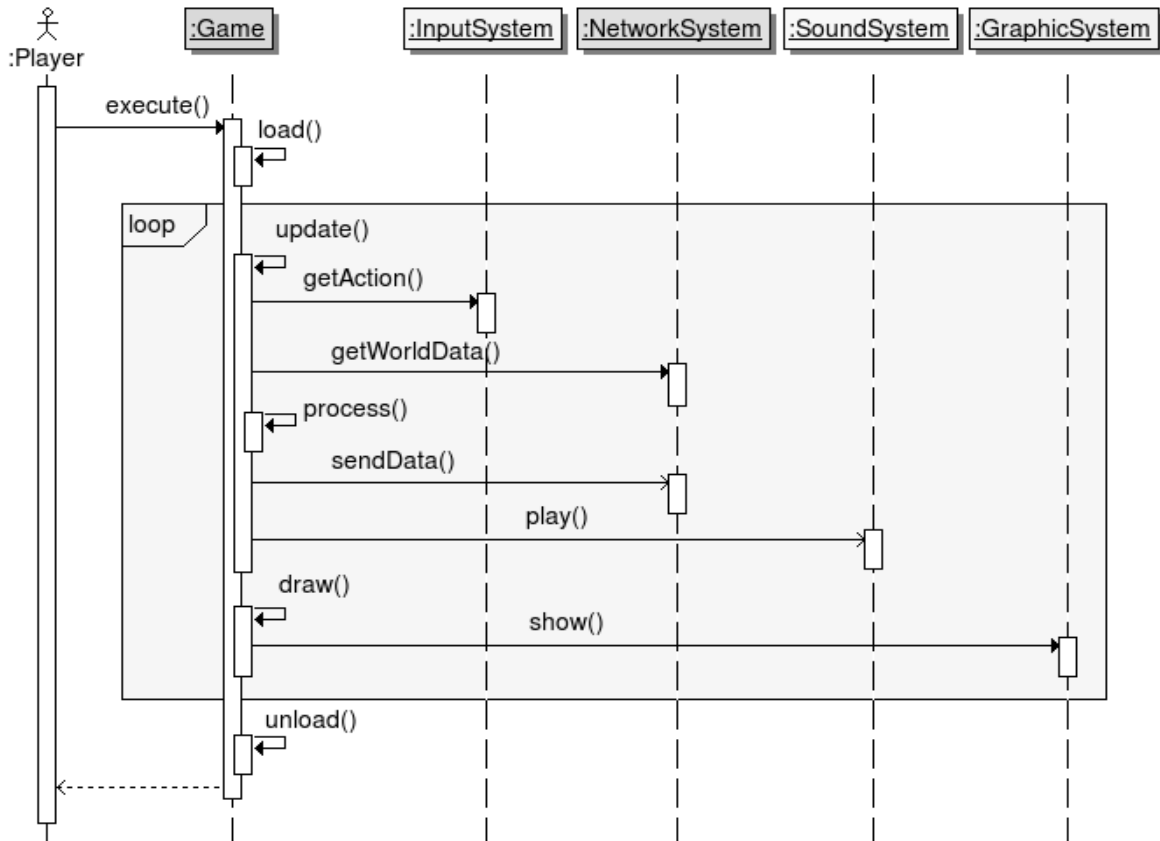 :Game
:InputSystem
:NetworkSystem
:SoundSystem
:GraphicSystem
:Player
execute()
load()
loop
update()
getAction()
getWorldData()
process()
sendData()
play()
draw()
show()
unload()